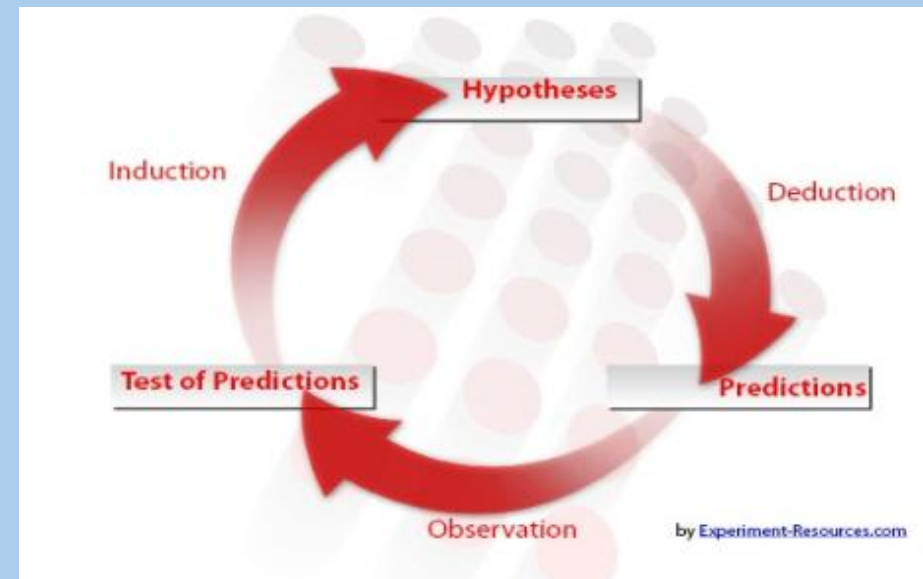 Hypotheses
Induction
Deduction
Test of Predictions
Predictions
Observation
by Experiment-Resources.com